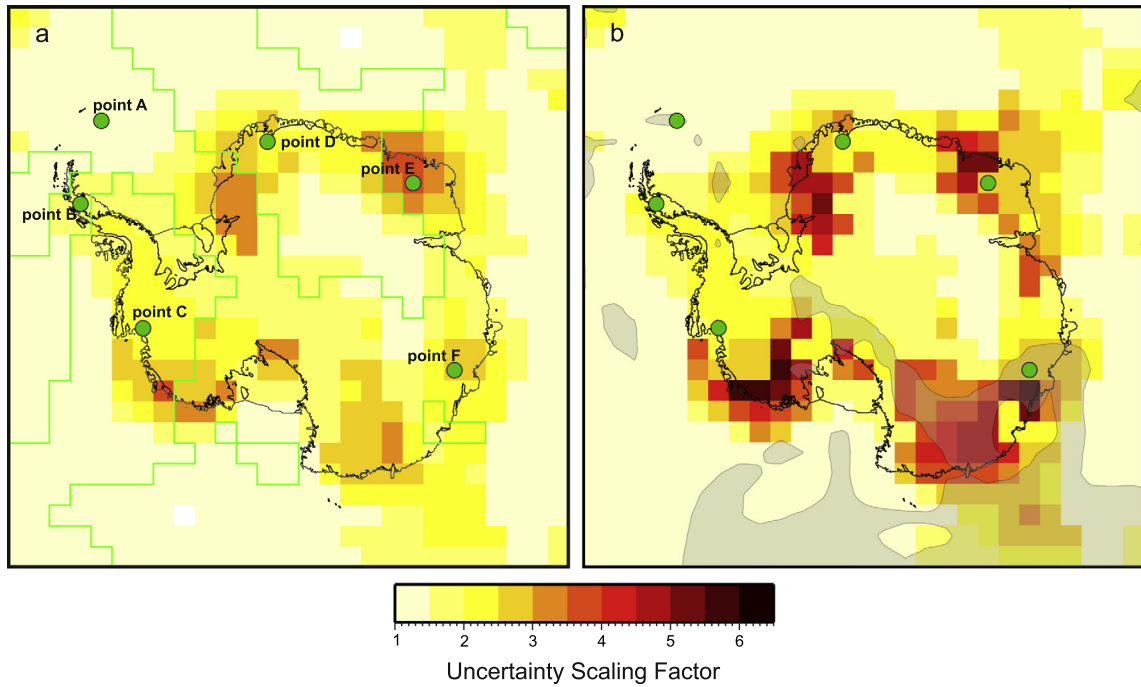 a
b
point A
point D
point E
point B
point C
point F
1 2 3 4 5 6
Uncertainty Scaling Factor